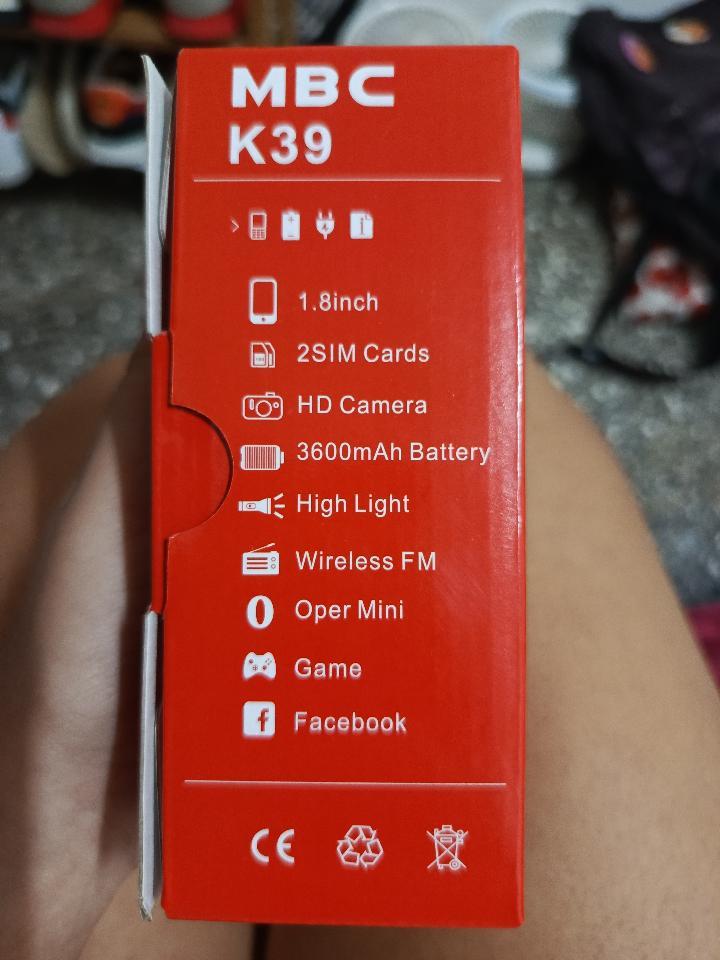 MBC
K39
1.8inch
2SIM Cards
HD Camera
3600mAh Battery
High Light
Wireless FM
Oper Mini
Game
Facebook
CE